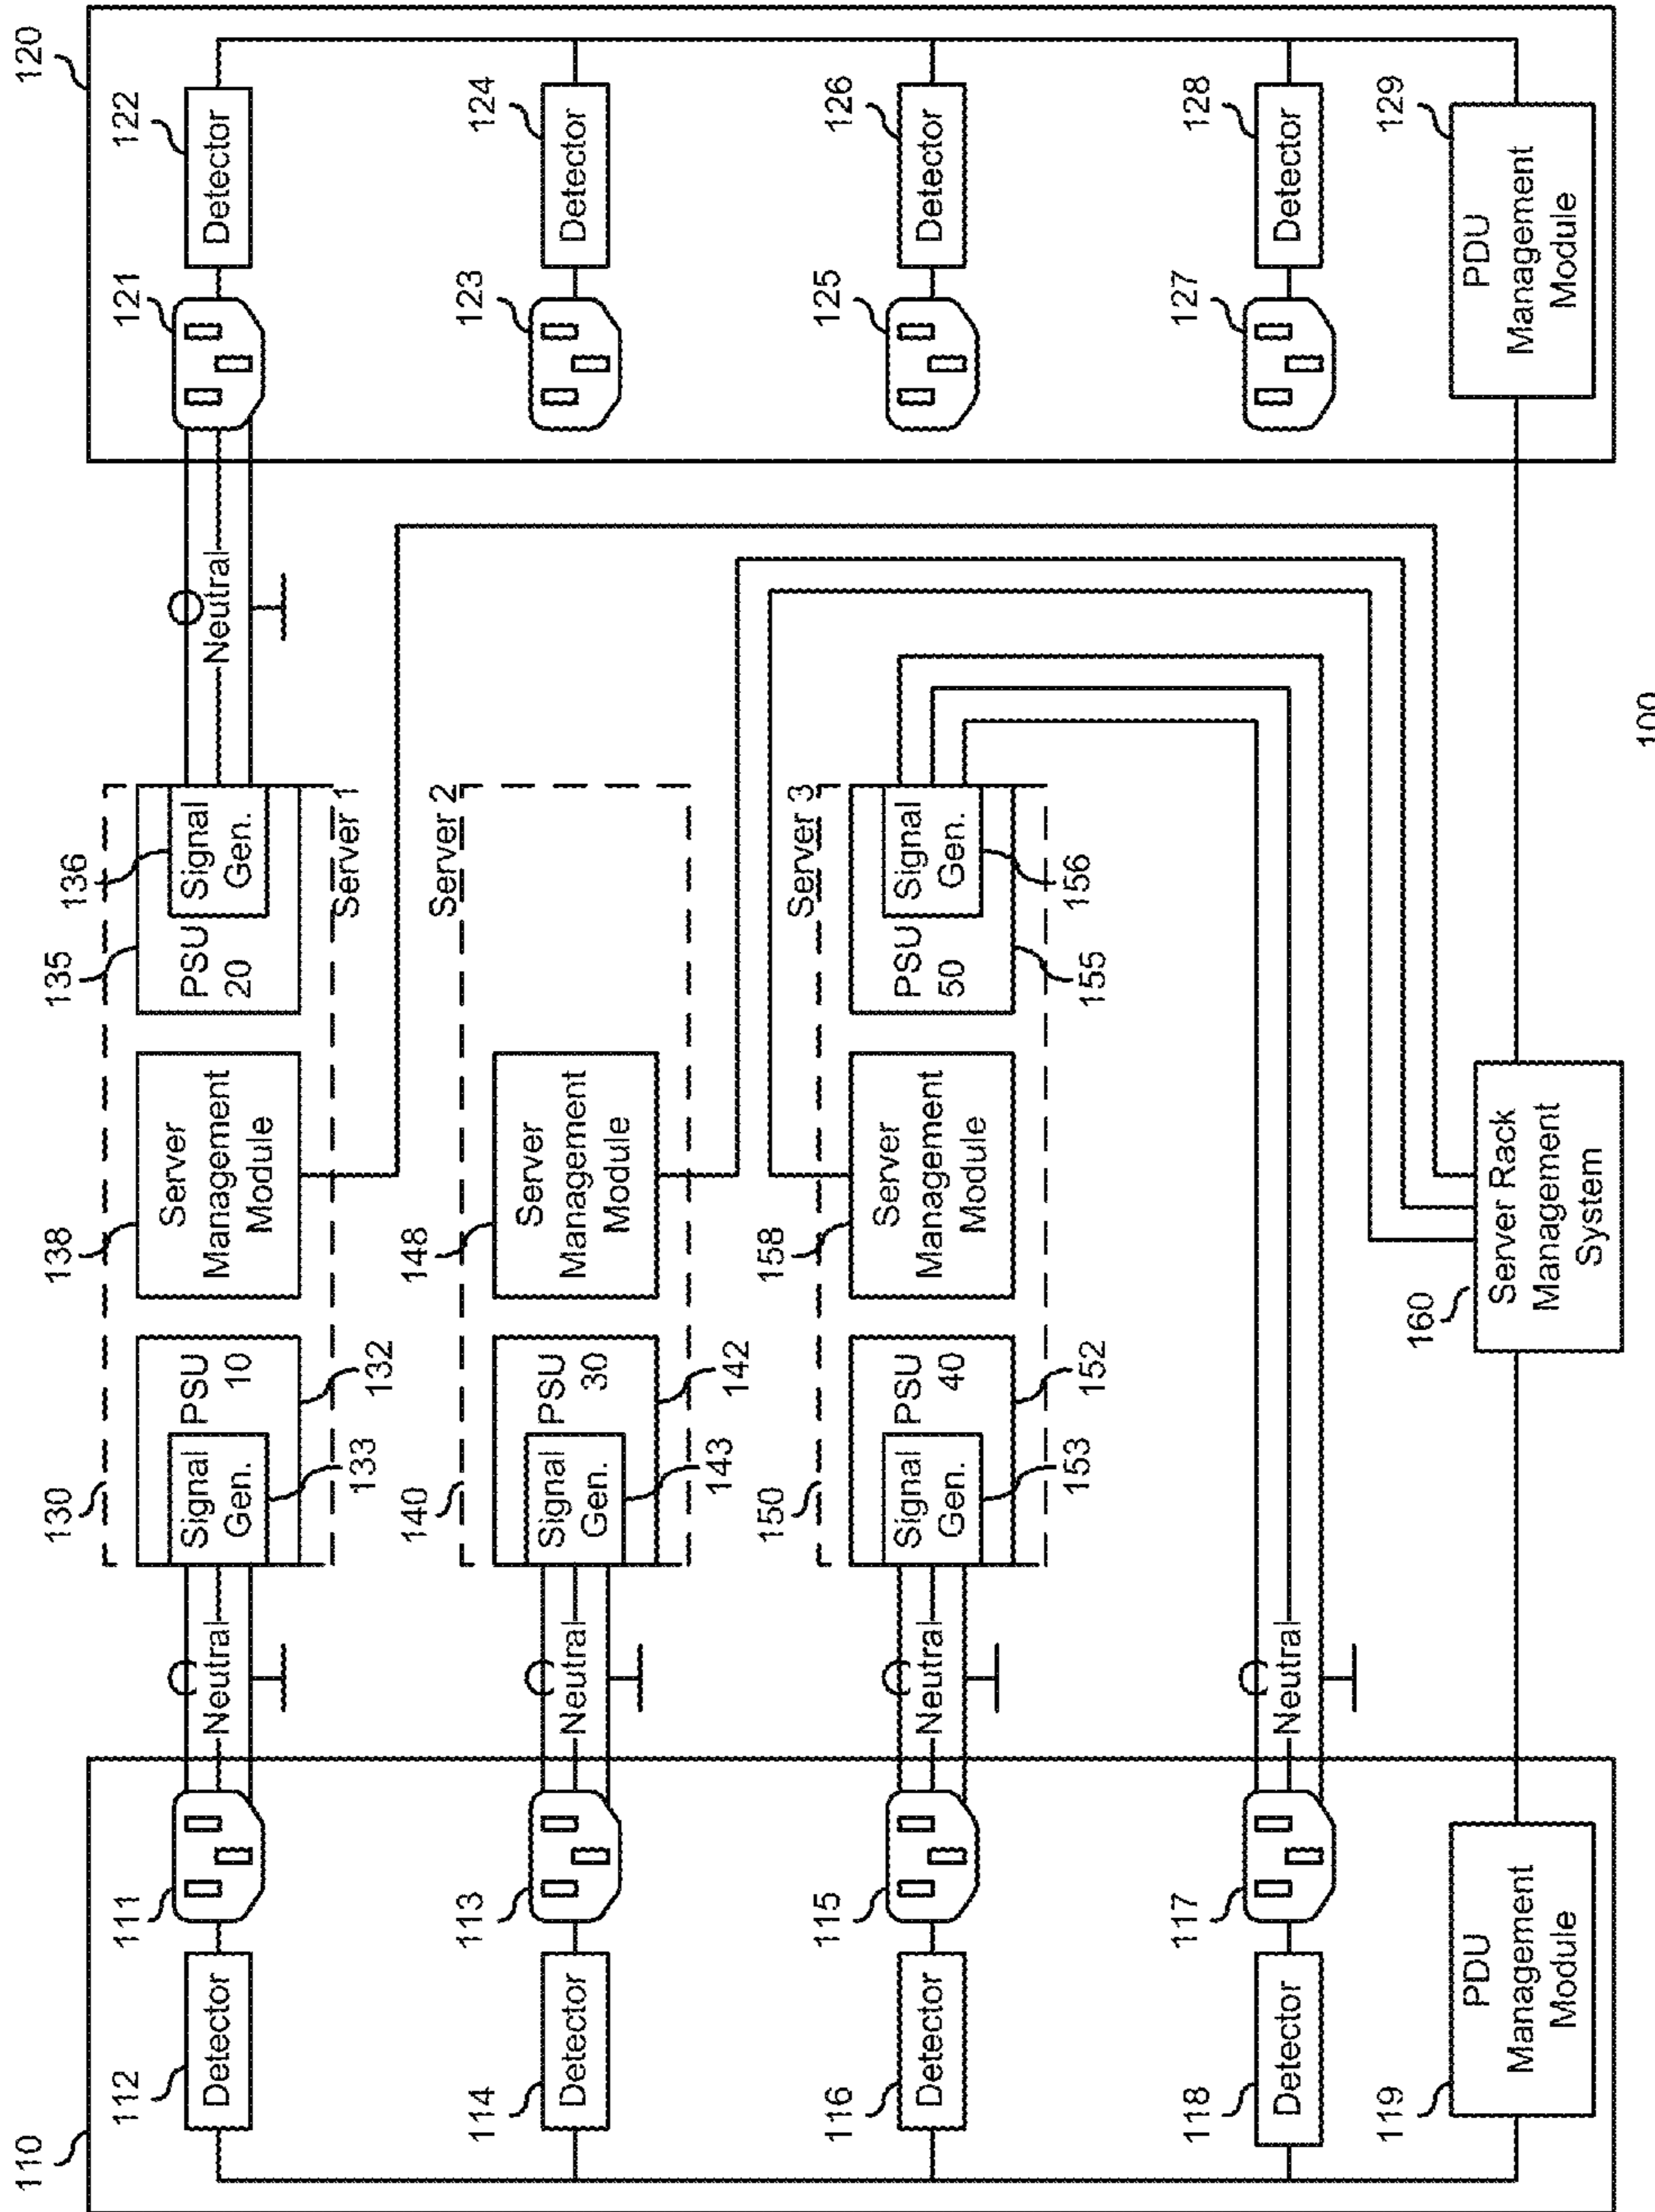 110
120
112
111
121
122
Detector
Neutral
130
Signal
Gen.
PSU
10
133
132
138
Server
Management
Module
135
136
PSU
20
Signal
Gen.
Server 1
Neutral
Detector
114
113
123
124
Detector
Neutral
140
Signal
Gen.
PSU
30
143
142
148
Server
Management
Module
Server 2
Detector
116
115
125
126
Detector
Neutral
150
Signal
Gen.
PSU
40
153
152
158
Server
Management
Module
PSU
50
Signal
Gen.
155
156
Server 3
Detector
118
117
127
128
Detector
Neutral
Detector
119
PDU
Management
Module
160
Server Rack
Management
System
129
PDU
Management
Module
100